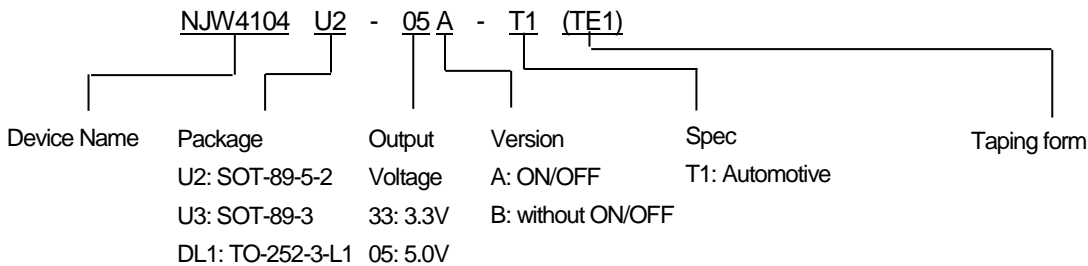 NJW4104 U2 - 05 A - T1 (TE1)
Device Name Package Output Version Spec Taping form
U2: SOT-89-5-2 Voltage A: ON/OFF T1: Automotive
U3: SOT-89-3 33: 3.3V B: without ON/OFF
DL1: TO-252-3-L1 05: 5.0V